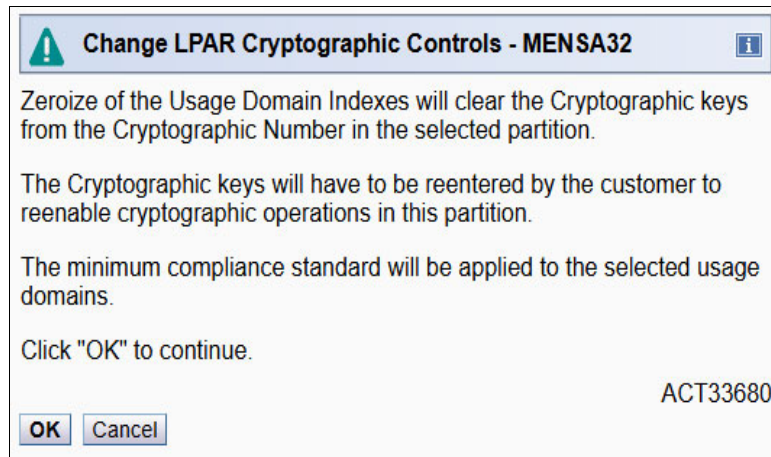 Change LPAR Cryptographic Controls - MENSA32
Zeroize of the Usage Domain Indexes will clear the Cryptographic keys
from the Cryptographic Number in the selected partition.
The Cryptographic keys will have to be reentered by the customer to
reenable cryptographic operations in this partition.
The minimum compliance standard will be applied to the selected usage
domains.
Click "OK" to continue.
ACT33680
OK Cancel